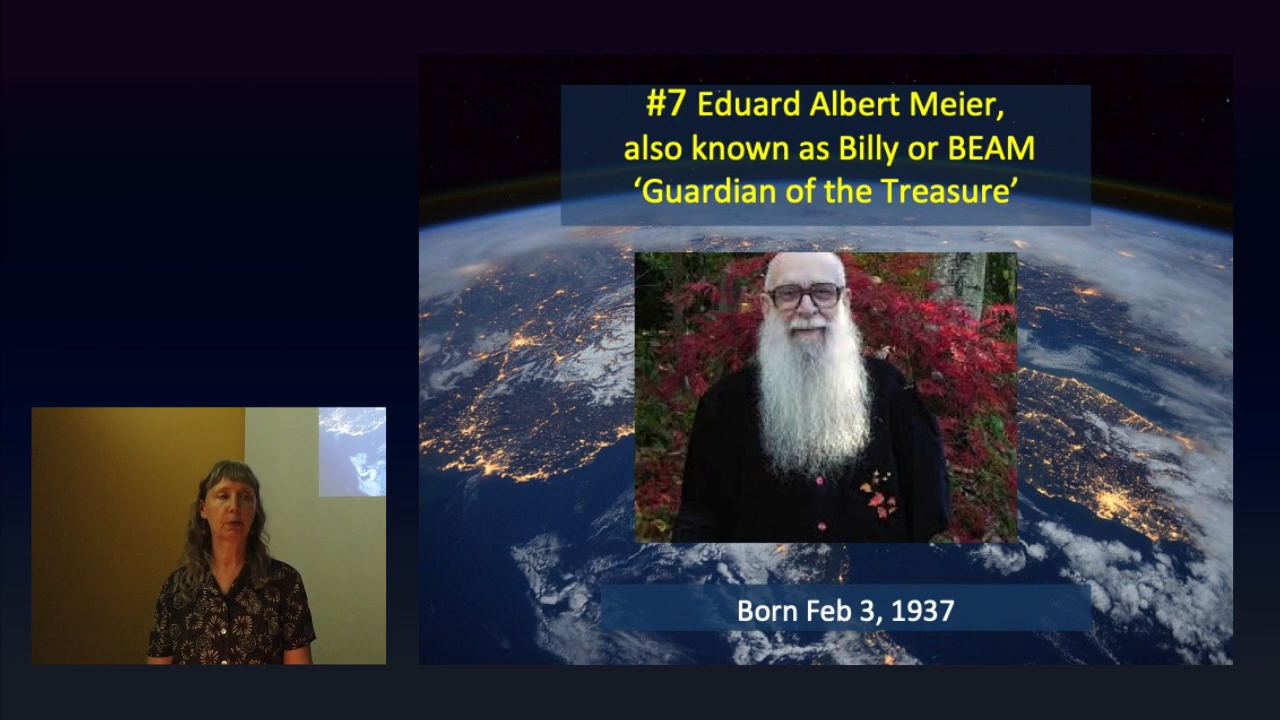 #7 Eduard Albert Meier,
also known as Billy or BEAM
‘Guardian of the Treasure’
Born Feb 3, 1937